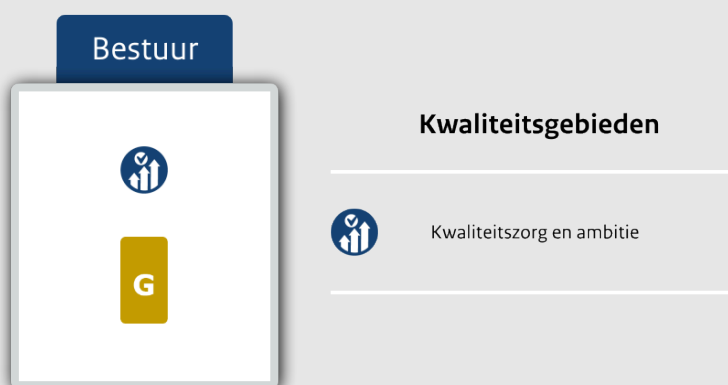 Bestuur
G
Kwaliteitsgebieden
Kwaliteitszorg en ambitie